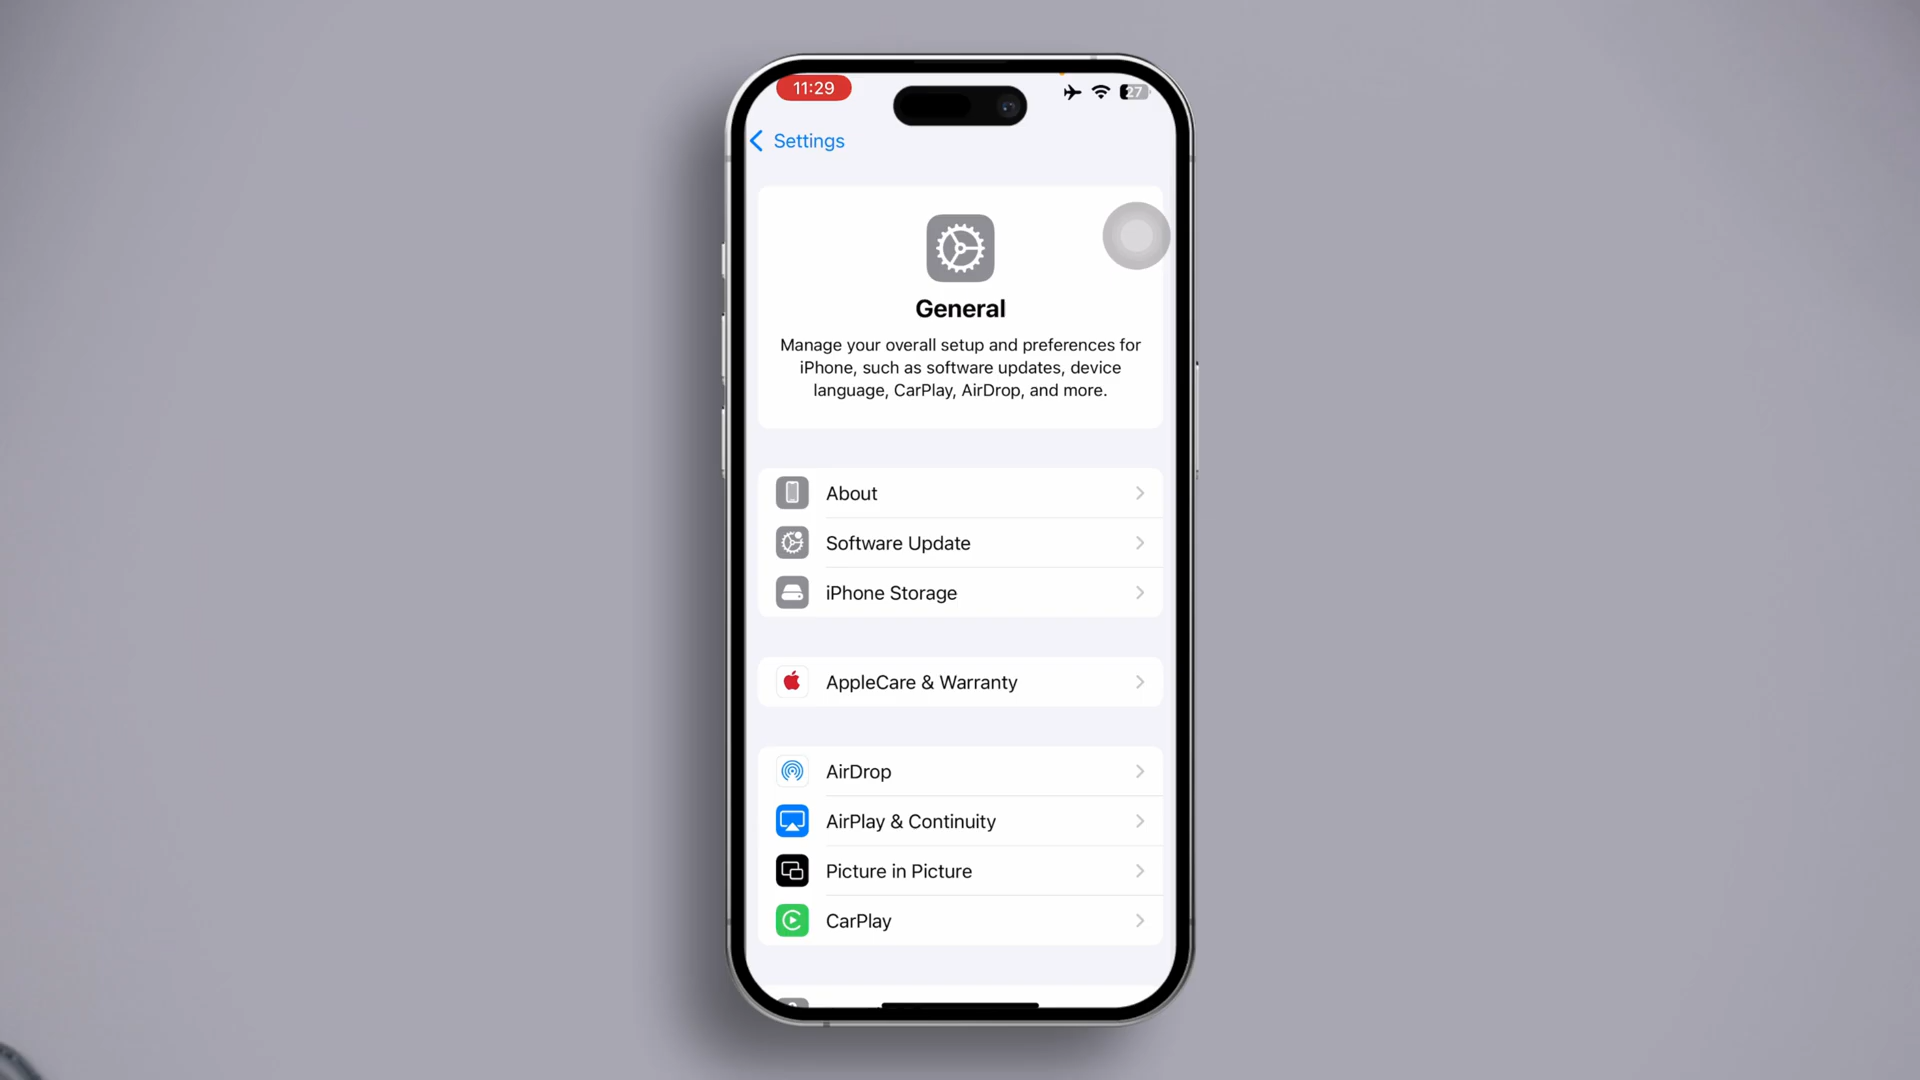 11:29
27
Settings
General
Manage your overall setup and preferences for
iPhone, such as software updates, device
language, CarPlay, AirDrop, and more.
About
Software Update
iPhone Storage
AppleCare & Warranty
AirDrop
AirPlay & Continuity
Picture in Picture
CarPlay